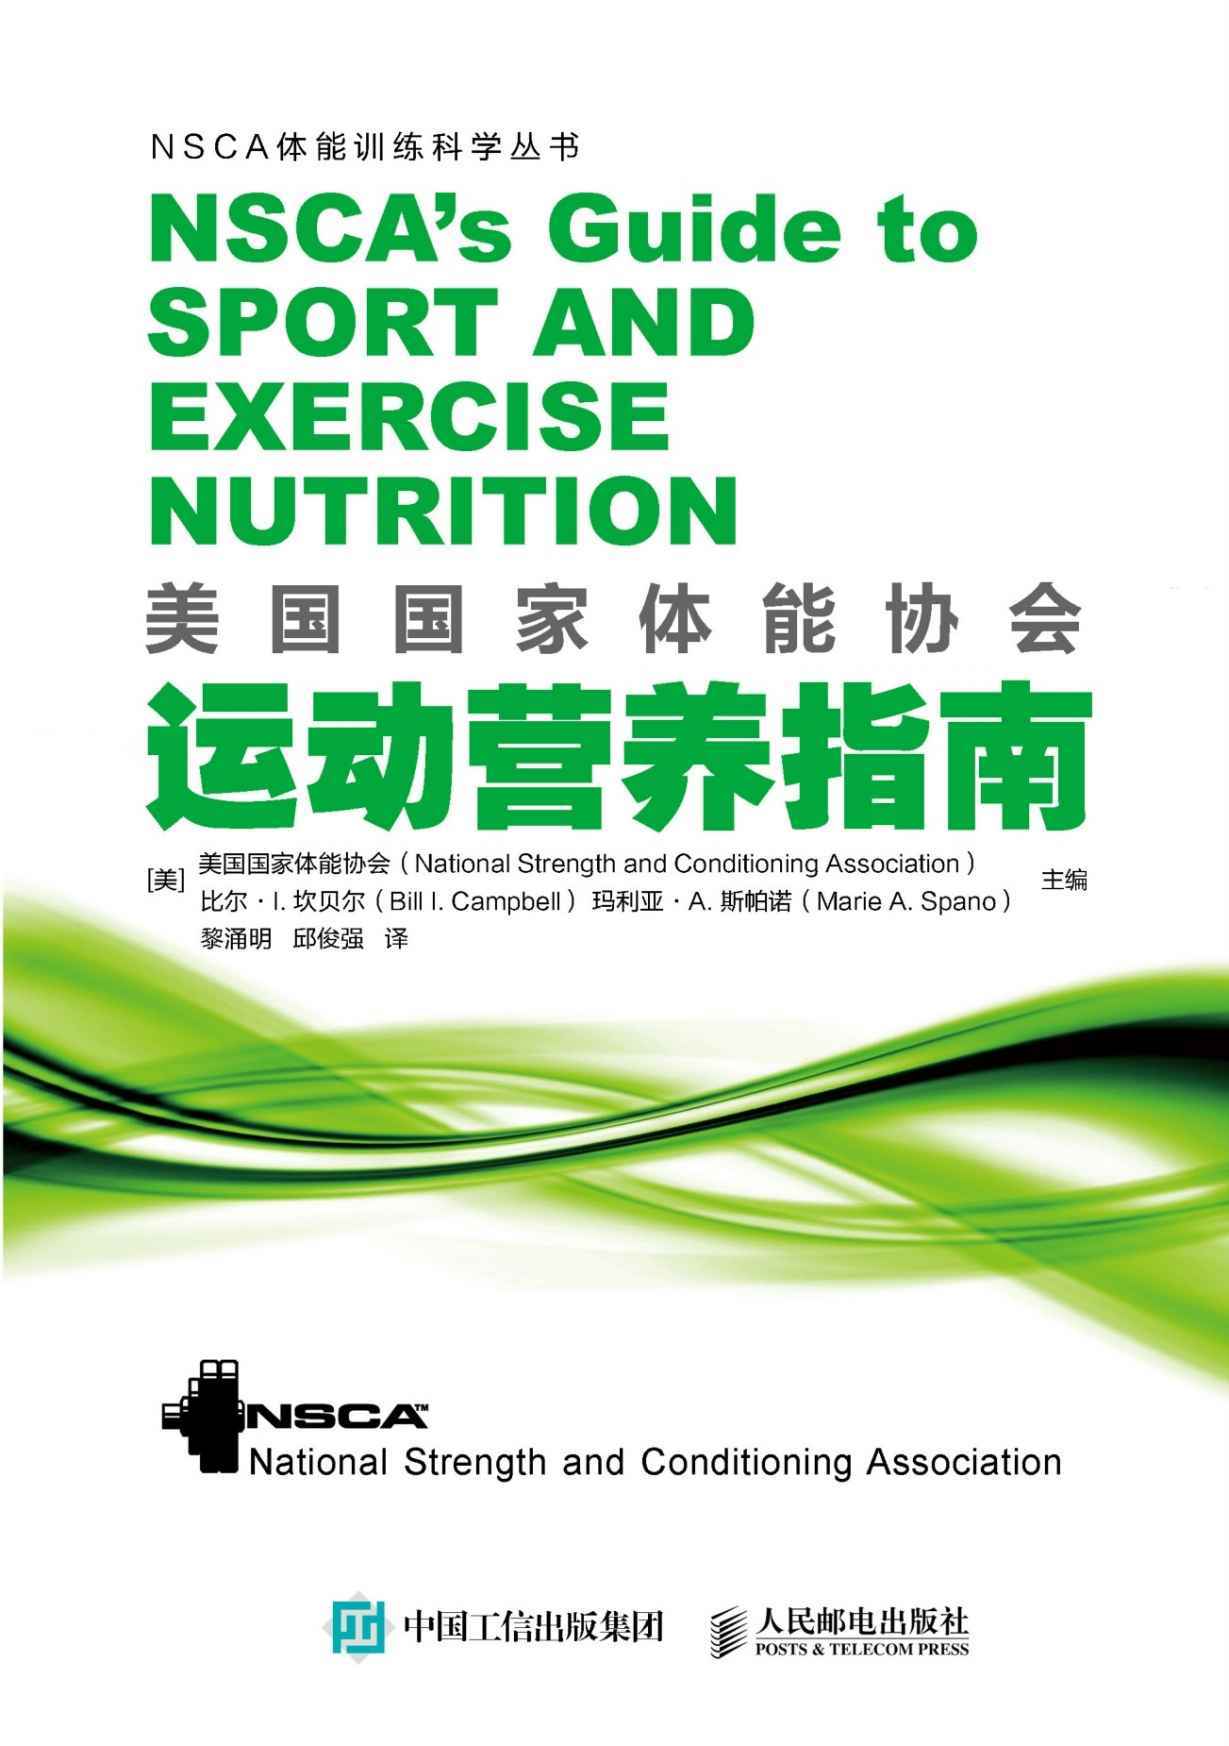 NSCA体能训练科学丛书
NSCA's Guide to
SPORT AND
EXERCISE
NUTRITION
美国国家体能协会
运动营养指南
[美] 美国国家体能协会（National Strength and Conditioning Association）
比尔·I. 坎贝尔（Bill I. Campbell）玛利亚·A. 斯帕诺（Marie A. Spano） 主编
黎涌明 邱俊强 译
NSCA™
National Strength and Conditioning Association
中国工信出版集团
人民邮电出版社
POSTS & TELECOM PRESS